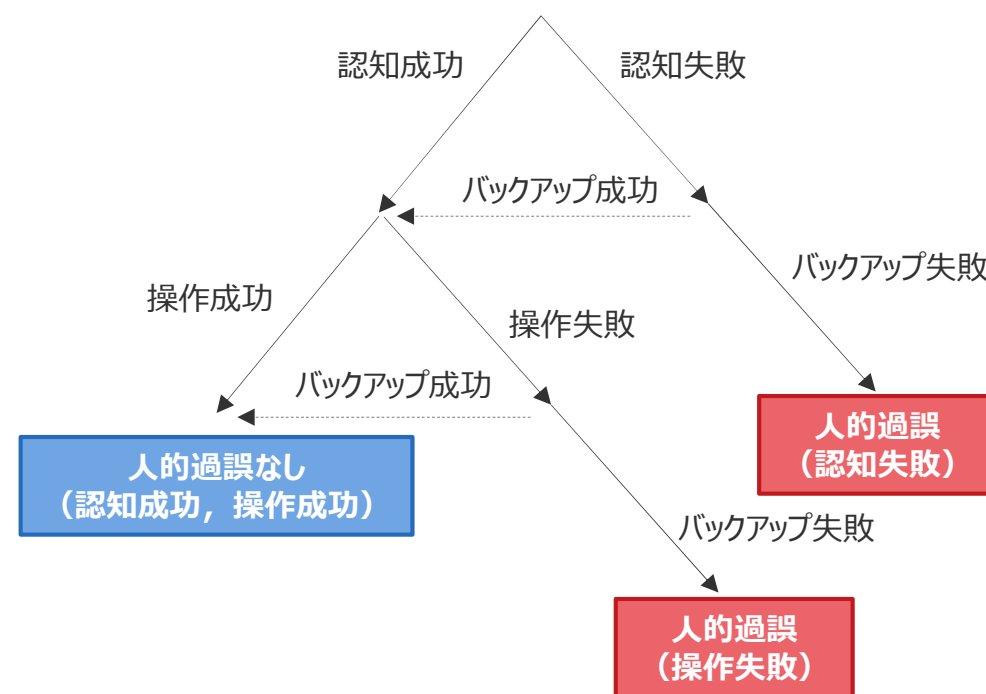 認知成功
認知失敗
バックアップ成功
バックアップ失敗
操作成功
操作失敗
バックアップ成功
人的過誤
（認知失敗）
人的過誤なし
（認知成功，操作成功）
バックアップ失敗
人的過誤
（操作失敗）